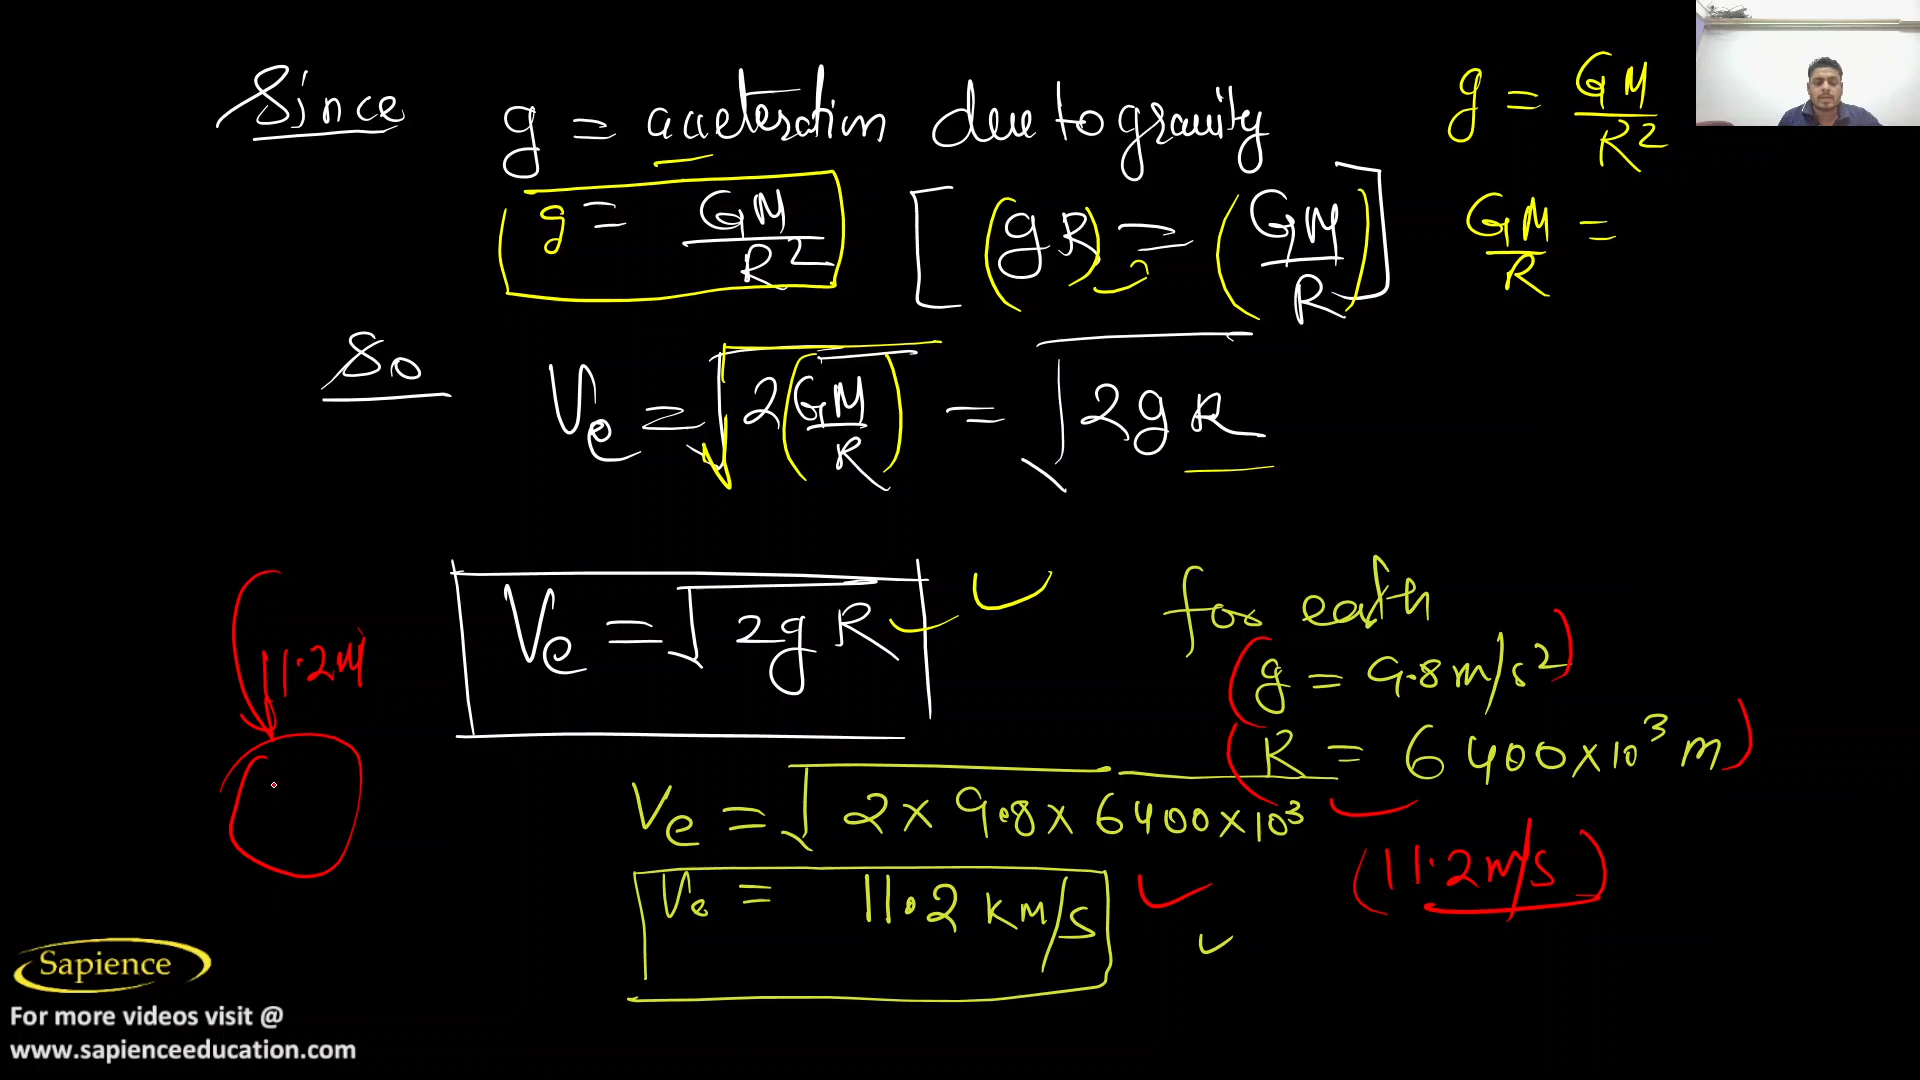 Since g = acceleration due to gravity g = GM/R²
g = GM/R² [(gR) = (GM/R)] GM/R =
So Ve = √2(GM/R) = √2gR
Ve = √2gR
for earth
11.2m/
g = 9.8 m/s²
R = 6400×10³ m
Ve = √2 × 9.8 × 6400×10³
Ve = 11.2 KM/S
(11.2m/s)
Sapience
For more videos visit @
www.sapienceeducation.com